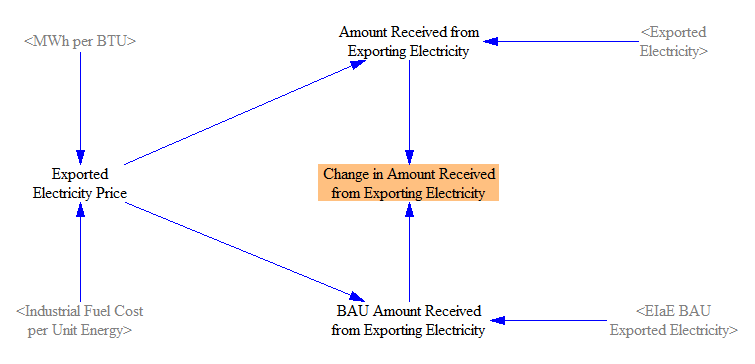 <MWh per BTU>
Amount Received from
Exporting Electricity
<Exported
Electricity>
Exported
Electricity Price
Change in Amount Received
from Exporting Electricity
<Industrial Fuel Cost
per Unit Energy>
BAU Amount Received
from Exporting Electricity
<EIaE BAU
Exported Electricity>